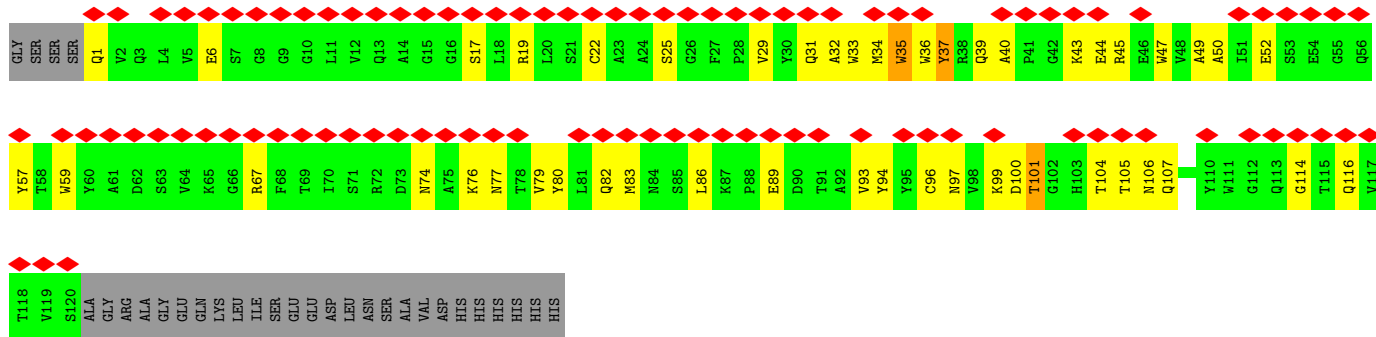 GLY SER SER SER Q1 V2 Q3 L4 V5 E6 S7 G8 G9 G10 L11 V12 Q13 A14 G15 G16 S17 L18 R19 L20 S21 C22 A23 A24 S25 G26 F27 P28 V29 Y30 Q31 A32 W33 M34 W35 W36 Y37 R38 Q39 A40 P41 G42 K43 E44 R45 E46 W47 V48 A49 A50 I51 E52 S53 E54 G55 Q56
Y57 T58 W59 Y60 A61 D62 S63 V64 K65 G66 R67 F68 T69 I70 S71 R72 D73 N74 A75 K76 N77 T78 V79 Y80 L81 Q82 M83 N84 S85 L86 K87 P88 E89 D90 T91 A92 V93 Y94 Y95 C96 N97 V98 K99 D100 T101 G102 H103 T104 T105 N106 Q107 Y110 W111 G112 Q113 G114 T115 Q116 V117
T118 V119 S120 ALA GLY ARG ALA GLY GLU GLN LYS LEU ILE SER GLU GLU ASP LEU ASN SER ALA VAL ASP HIS HIS HIS HIS HIS HIS